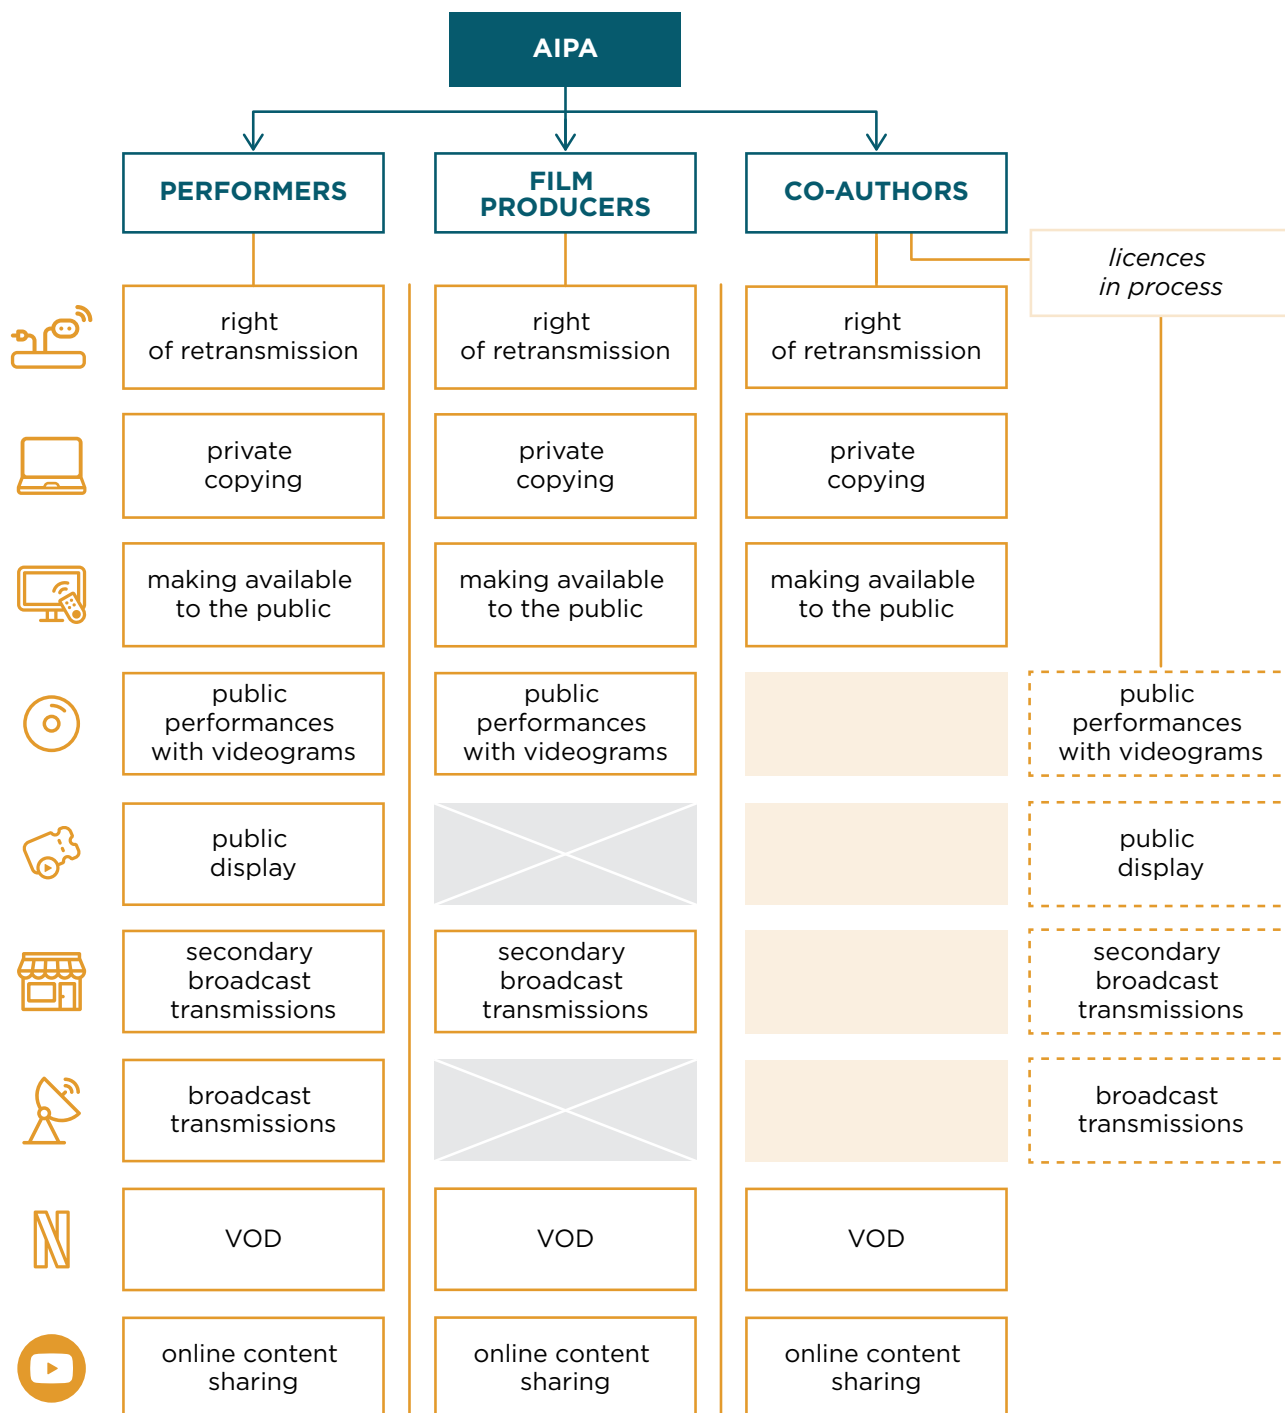 AIPA
PERFORMERS
FILM
PRODUCERS
CO-AUTHORS
licences
in process
right
of retransmission
right
of retransmission
right
of retransmission
private
copying
private
copying
private
copying
making available
to the public
making available
to the public
making available
to the public
public
performances
with videograms
public
performances
with videograms
public
performances
with videograms
public
display
public
display
secondary
broadcast
transmissions
secondary
broadcast
transmissions
secondary
broadcast
transmissions
broadcast
transmissions
broadcast
transmissions
N
VOD
VOD
VOD
online content
sharing
online content
sharing
online content
sharing